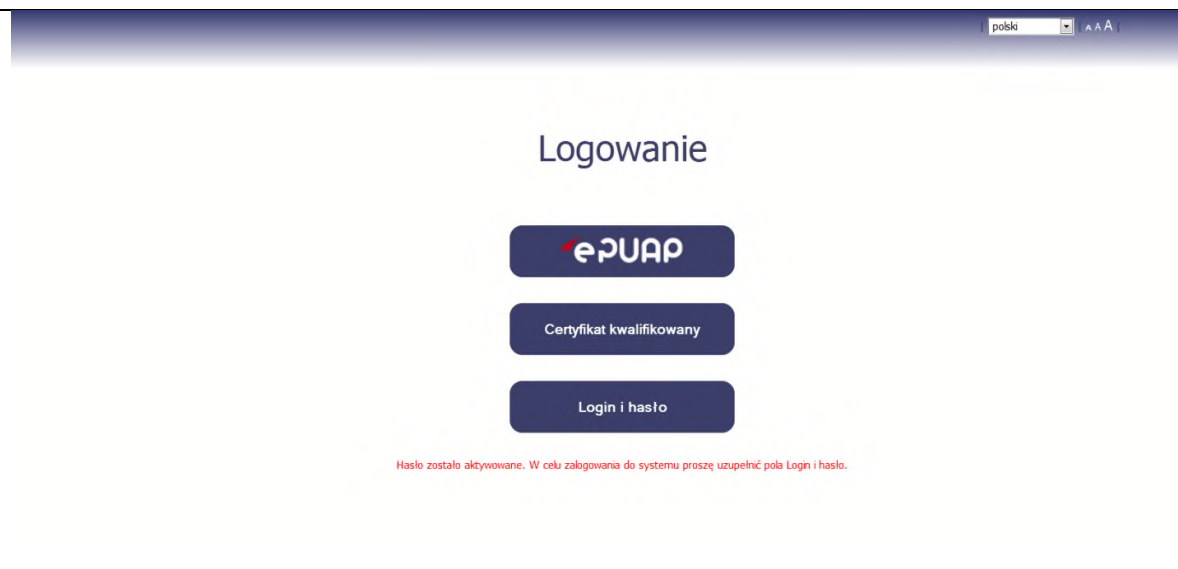 polski
A A A
Logowanie
ePUAP
Certyfikat kwalifikowany
Login i hasło
Hasło zostało aktywowane. W celu zalogowania do systemu proszę uzupełnić pola Login i hasło.